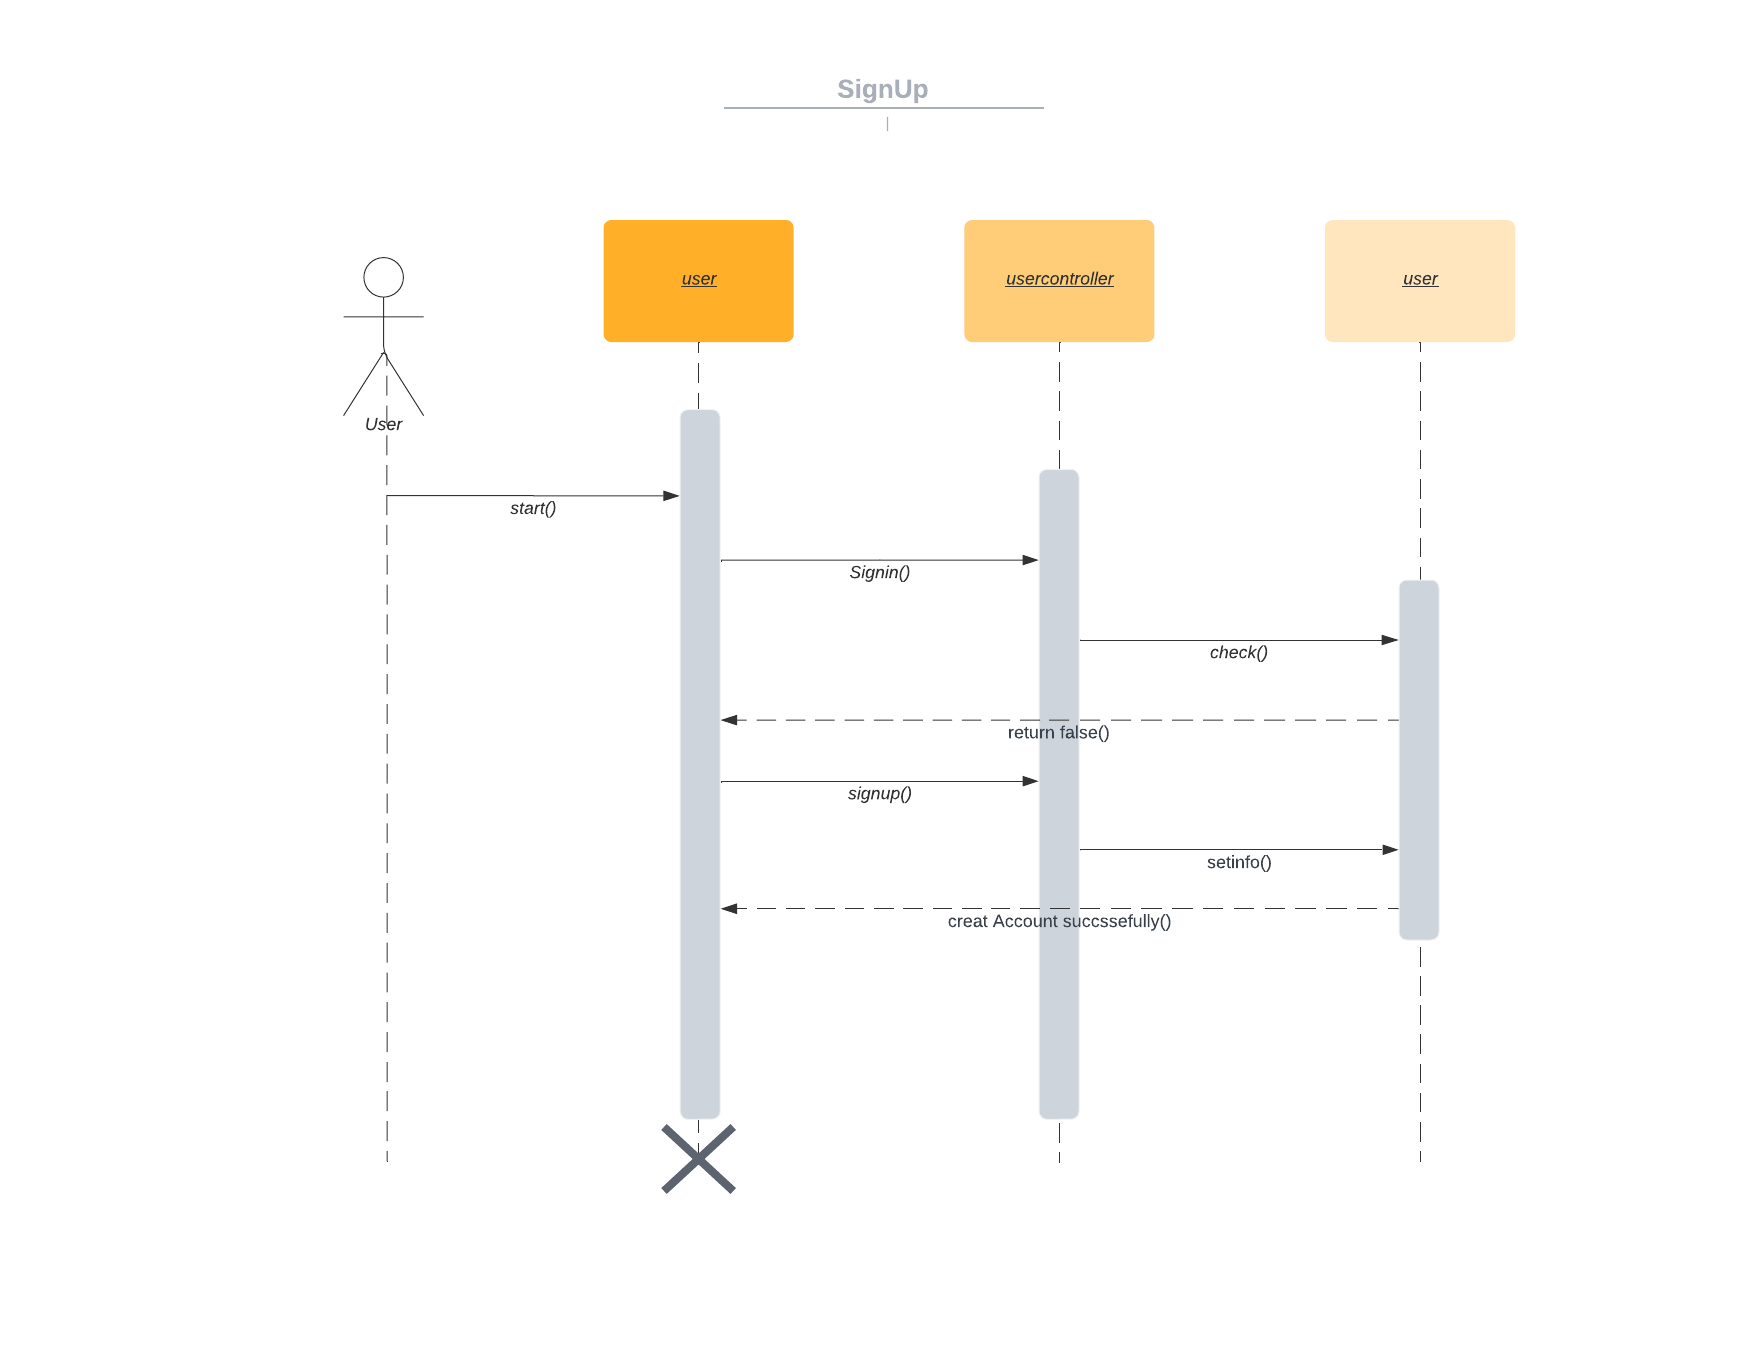 SignUp
user
usercontroller
user
User
start()
Signin()
check()
return false()
signup()
setinfo()
creat Account succssefully()